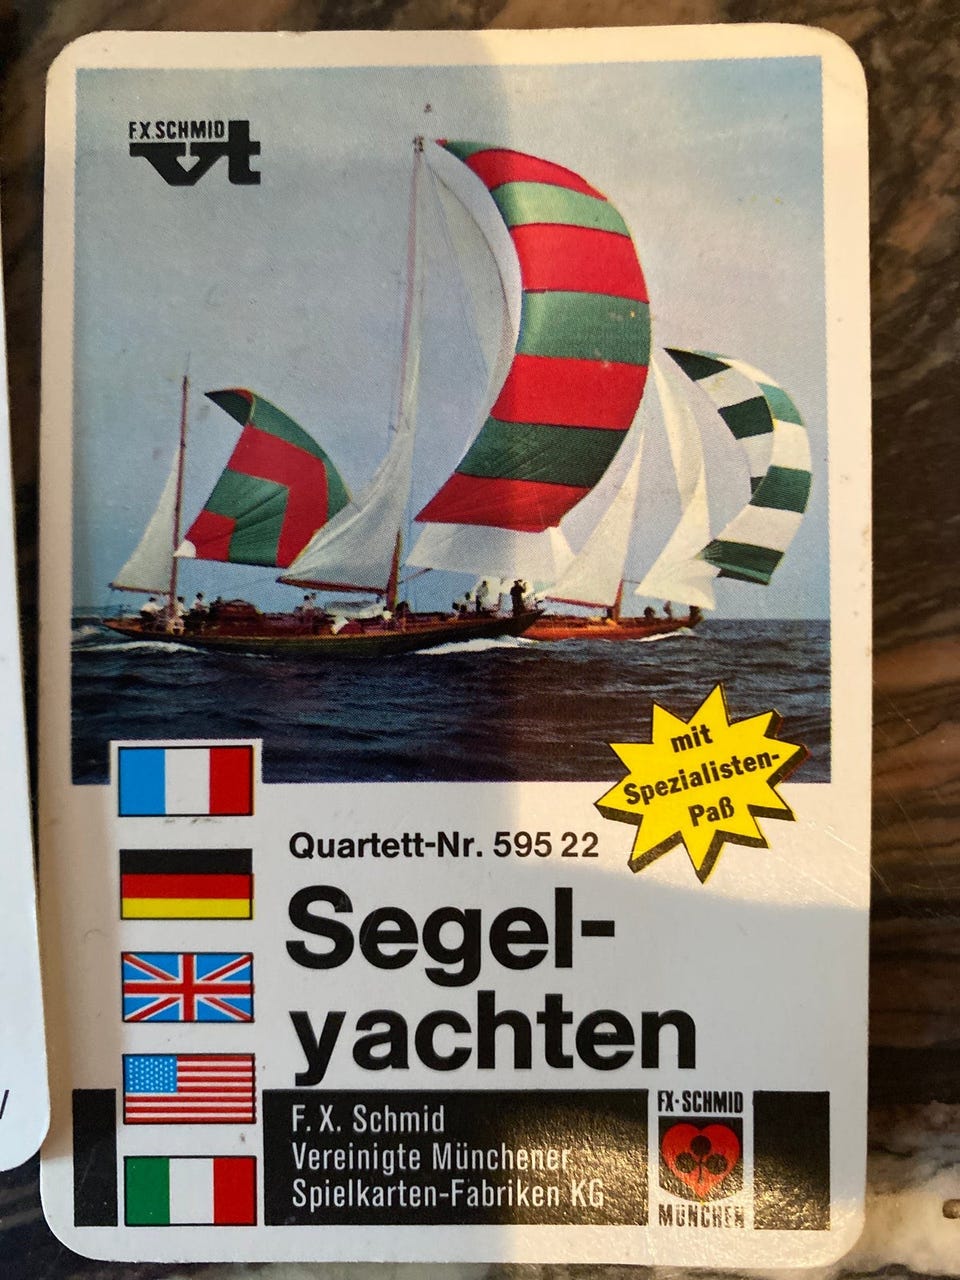 F.X. SCHMID
vt
mit
Spezialisten-
Paß
Quartett-Nr. 595 22
Segel-
yachten
F. X. Schmid
Vereinigte Münchener
Spielkarten-Fabriken KG
FX-SCHMID
MÜNCHEN